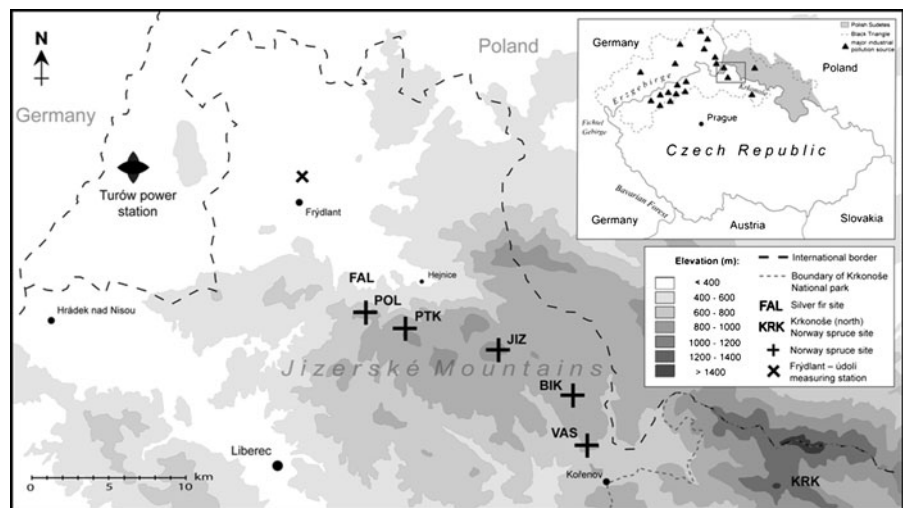 N
Poland
Germany
Turów power
station
Frýdlant
Hejnice
FAL
POL
PTK
JIZ
Hrádek nad Nisou
Jizerské Mountains
BIK
VAS
Liberec
Kořenov
KRK
km
0 5 10
Germany
Poland
Erzgebirge
Krkonoše
Fichtel
Gebirge
Prague
Czech Republic
Bavarian Forest
Germany
Austria
Slovakia
Polish Sudetes
Black Triangle
major industrial
pollution source
Elevation (m):
< 400
400 - 600
600 - 800
800 - 1000
1000 - 1200
1200 - 1400
> 1400
International border
Boundary of Krkonoše
National park
FAL Silver fir site
KRK Krkonoše (north)
Norway spruce site
Norway spruce site
Frýdlant – údolí
measuring station